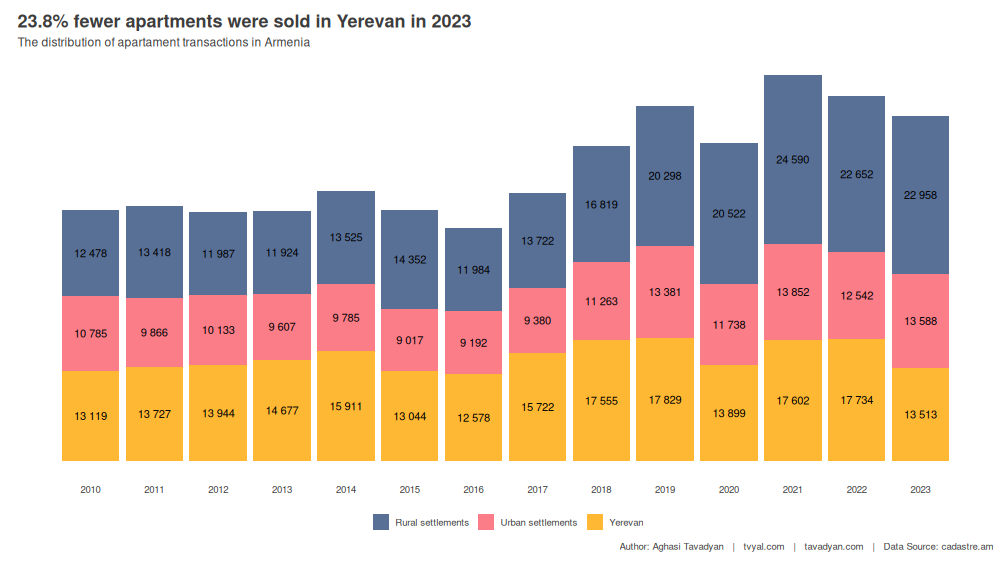 23.8% fewer apartments were sold in Yerevan in 2023
The distribution of apartament transactions in Armenia
12 478 13 418 11 987 11 924 13 525 14 352 11 984 13 722 16 819 20 298 20 522 24 590 22 652 22 958
10 785 9 866 10 133 9 607 9 785 9 017 9 192 9 380 11 263 13 381 11 738 13 852 12 542 13 588
13 119 13 727 13 944 14 677 15 911 13 044 12 578 15 722 17 555 17 829 13 899 17 602 17 734 13 513
2010 2011 2012 2013 2014 2015 2016 2017 2018 2019 2020 2021 2022 2023
Rural settlements Urban settlements Yerevan
Author: Aghasi Tavadyan | tvyal.com | tavadyan.com | Data Source: cadastre.am